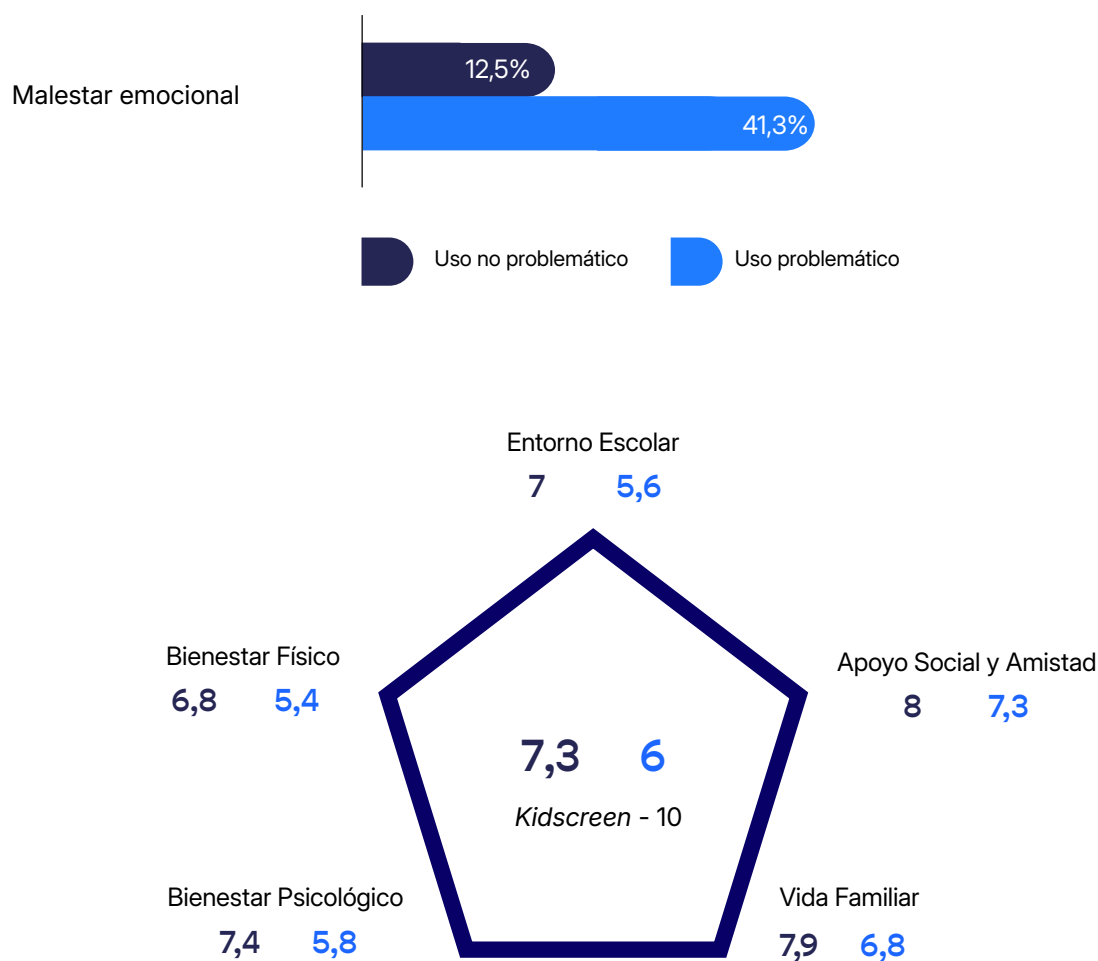 12,5%
Malestar emocional
41,3%
Uso no problemático
Uso problemático
Entorno Escolar
7 5,6
Bienestar Físico
6,8 5,4
Apoyo Social y Amistad
8 7,3
7,3 6
Kidscreen - 10
Bienestar Psicológico
7,4 5,8
Vida Familiar
7,9 6,8